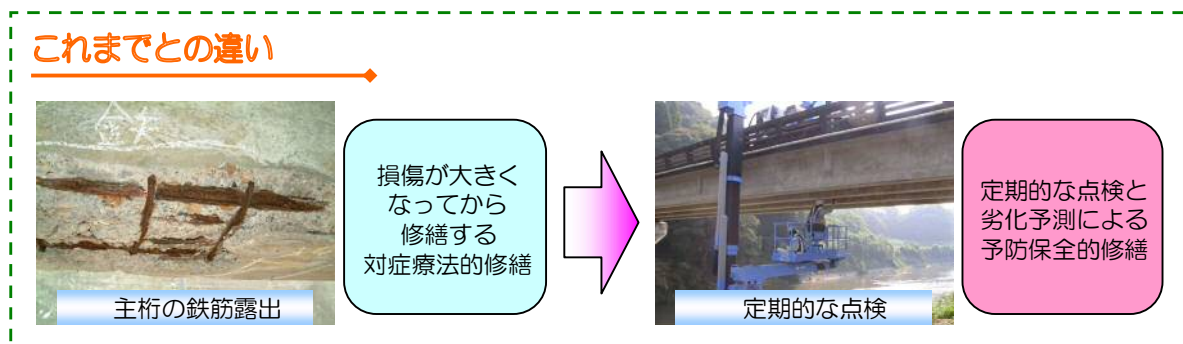 これまでとの違い
損傷が大きく
なってから
修繕する
対症療法的修繕
主桁の鉄筋露出
定期的な点検と
劣化予測による
予防保全的修繕
定期的な点検